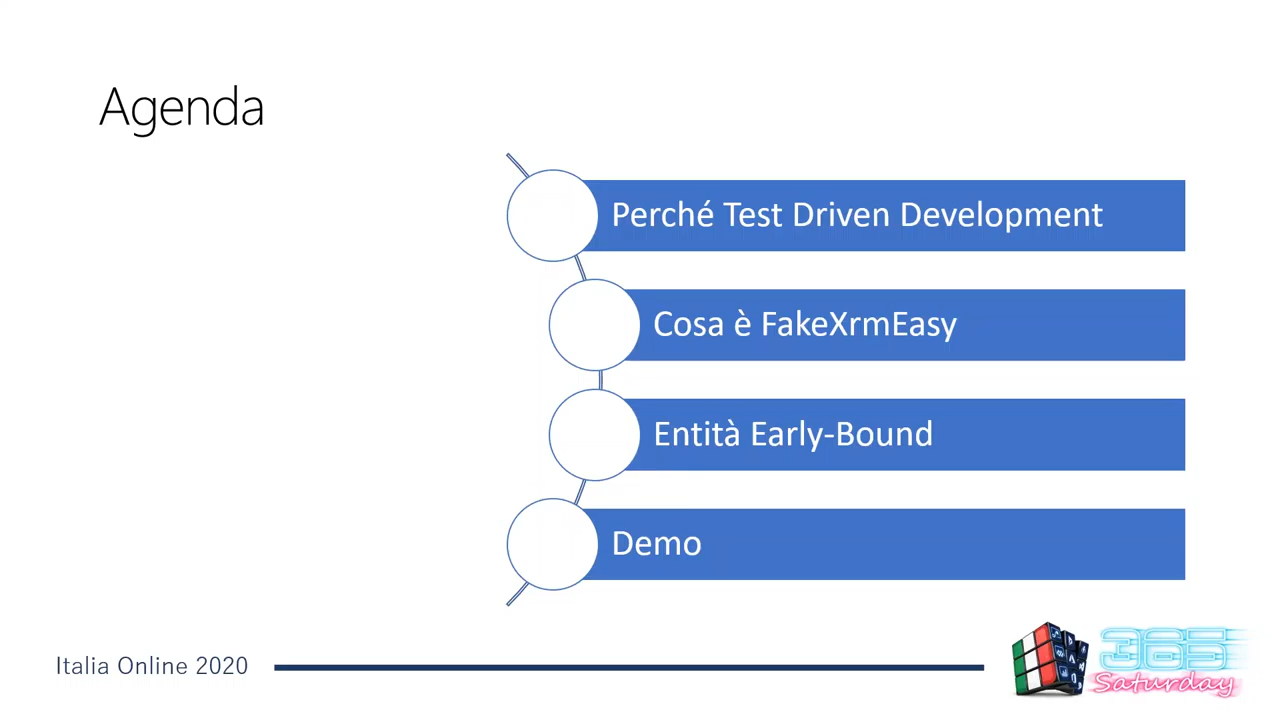 Agenda
Perché Test Driven Development
Cosa è FakeXrmEasy
Entità Early-Bound
Demo
Italia Online 2020
365
Saturday